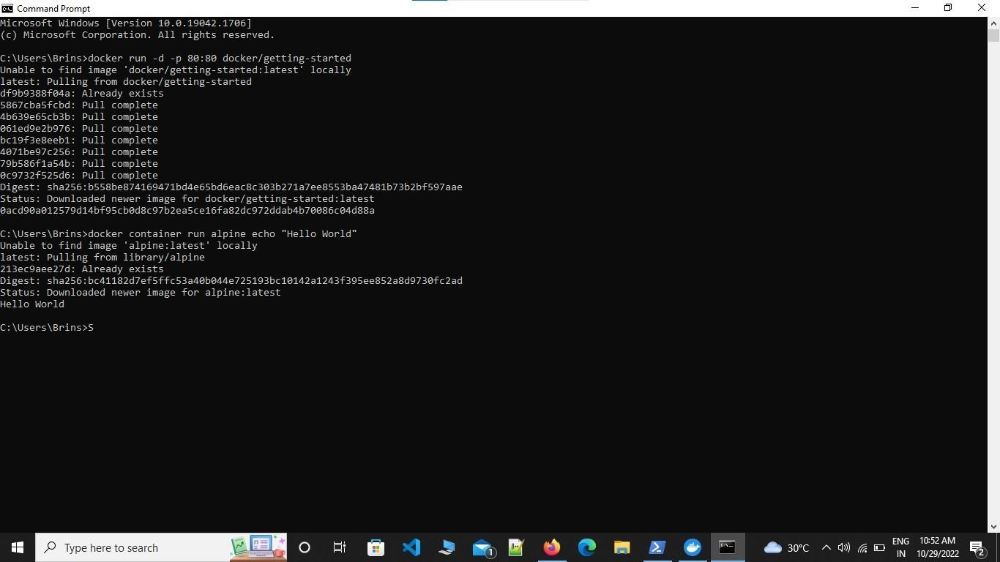 Command Prompt
Microsoft Windows [Version 10.0.19042.1706]
(c) Microsoft Corporation. All rights reserved.
C:\Users\Brins>docker run -d -p 80:80 docker/getting-started
Unable to find image 'docker/getting-started:latest' locally
latest: Pulling from docker/getting-started
df9b9388f04a: Already exists
5867cba5fcbd: Pull complete
4b639e65cb3b: Pull complete
061ed9e2b976: Pull complete
bc19f3e8eeb1: Pull complete
4071be97c256: Pull complete
79b586f1a54b: Pull complete
0c9732f525d6: Pull complete
Digest: sha256:b558be874169471bd4e65bd6eac8c303b271a7ee8553ba47481b73b2bf597aae
Status: Downloaded newer image for docker/getting-started:latest
0acd90a012579d14bf95cb0d8c97b2ea5ce16fa82dc972ddab4b70086c04d88a
C:\Users\Brins>docker container run alpine echo "Hello World"
Unable to find image 'alpine:latest' locally
latest: Pulling from library/alpine
213ec9aee27d: Already exists
Digest: sha256:bc41182d7ef5ffc53a40b044e725193bc10142a1243f395ee852a8d9730fc2ad
Status: Downloaded newer image for alpine:latest
Hello World
C:\Users\Brins>S
Type here to search
1
30°C
ENG
IN
10:52 AM
10/29/2022
2